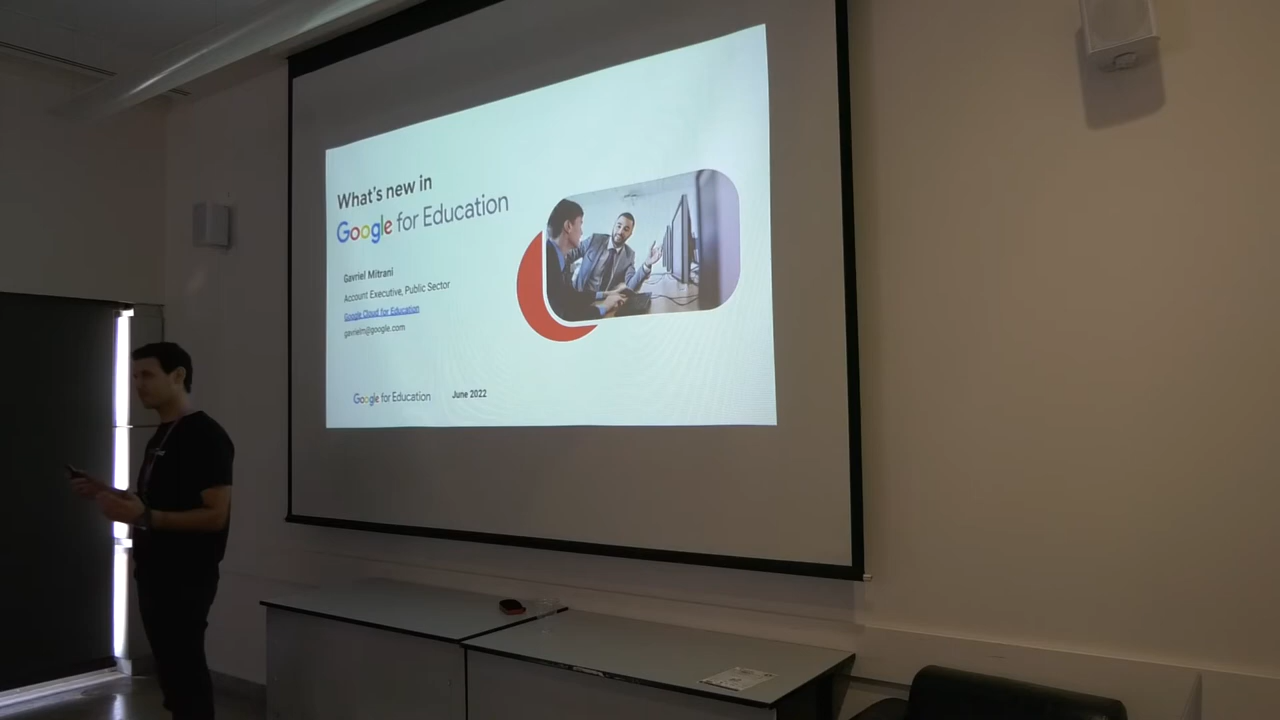 What's new in
Google for Education
Gavriel Mitrani
Account Executive, Public Sector
Google Cloud for Education
gavrielm@google.com
Google for Education
June 2022